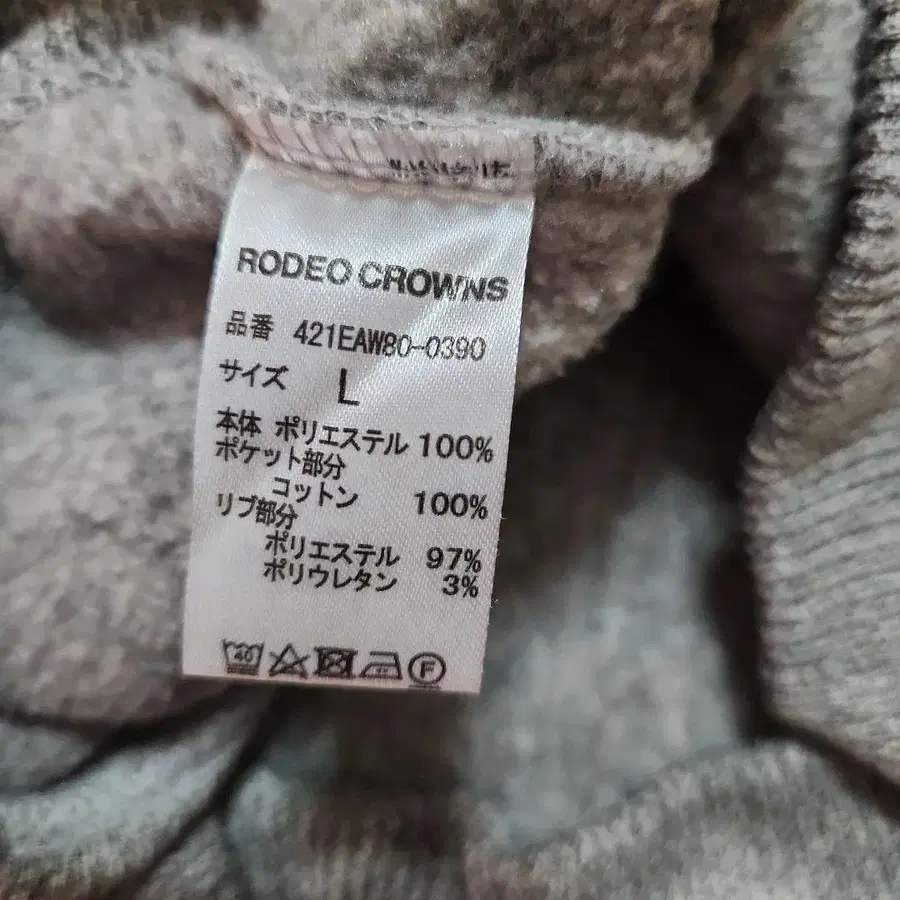 RODEO CROWNS
品番 421EAW80-0390
サイズ L
本体 ポリエステル 100%
ポケット部分
コットン 100%
リブ部分
ポリエステル 97%
ポリウレタン 3%
40 F